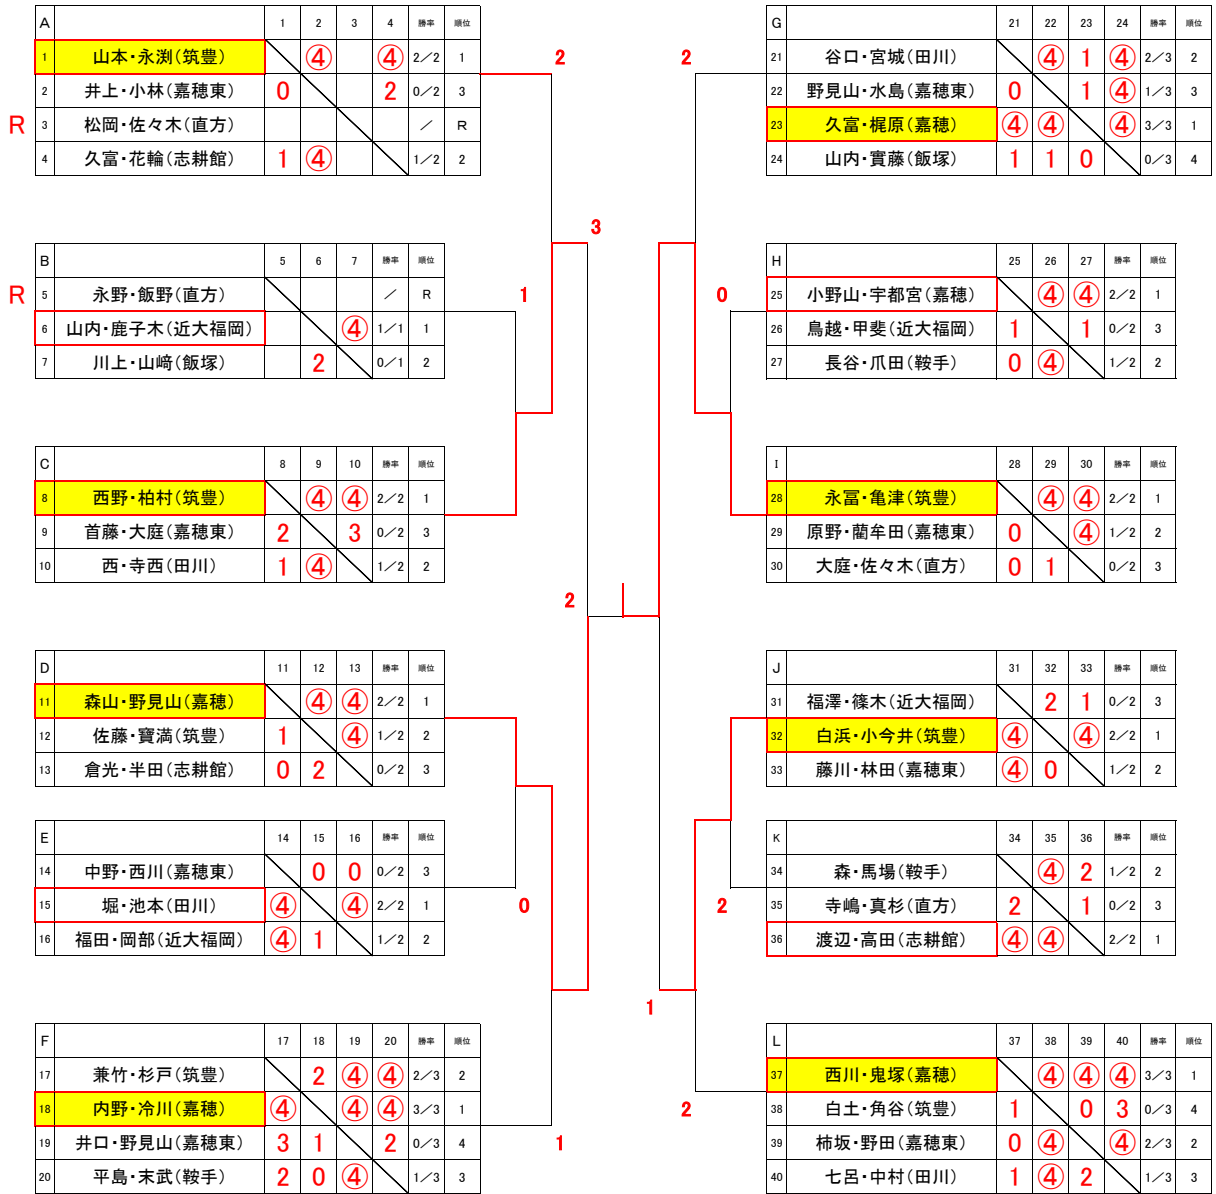 A 1 2 3 4 勝率 順位
1 山本・永渕(筑豊) ④ ④ 2/2 1
2 井上・小林(嘉穂東) 0 2 0/2 3
R 3 松岡・佐々木(直方) / R
4 久富・花輪(志耕館) 1 ④ 1/2 2
2
B 5 6 7 勝率 順位
R 5 永野・飯野(直方) / R
6 山内・鹿子木(近大福岡) ④ 1/1 1
7 川上・山﨑(飯塚) 2 0/1 2
3
1
C 8 9 10 勝率 順位
8 西野・柏村(筑豊) ④ ④ 2/2 1
9 首藤・大庭(嘉穂東) 2 3 0/2 3
10 西・寺西(田川) 1 ④ 1/2 2
2
D 11 12 13 勝率 順位
11 森山・野見山(嘉穂) ④ ④ 2/2 1
12 佐藤・寶満(筑豊) 1 ④ 1/2 2
13 倉光・半田(志耕館) 0 2 0/2 3
E 14 15 16 勝率 順位
14 中野・西川(嘉穂東) 0 0 0/2 3
15 堀・池本(田川) ④ ④ 2/2 1
16 福田・岡部(近大福岡) ④ 1 1/2 2
0
F 17 18 19 20 勝率 順位
17 兼竹・杉戸(筑豊) 2 ④ ④ 2/3 2
18 内野・冷川(嘉穂) ④ ④ ④ 3/3 1
19 井口・野見山(嘉穂東) 3 1 2 0/3 4
20 平島・末武(鞍手) 2 0 ④ 1/3 3
1
G 21 22 23 24 勝率 順位
21 谷口・宮城(田川) ④ 1 ④ 2/3 2
22 野見山・水島(嘉穂東) 0 1 ④ 1/3 3
23 久富・梶原(嘉穂) ④ ④ ④ 3/3 1
24 山内・實藤(飯塚) 1 1 0 0/3 4
2
H 25 26 27 勝率 順位
25 小野山・宇都宮(嘉穂) ④ ④ 2/2 1
26 鳥越・甲斐(近大福岡) 1 1 0/2 3
27 長谷・爪田(鞍手) 0 ④ 1/2 2
0
I 28 29 30 勝率 順位
28 永冨・亀津(筑豊) ④ ④ 2/2 1
29 原野・藺牟田(嘉穂東) 0 ④ 1/2 2
30 大庭・佐々木(直方) 0 1 0/2 3
J 31 32 33 勝率 順位
31 福澤・篠木(近大福岡) 2 1 0/2 3
32 白浜・小今井(筑豊) ④ ④ 2/2 1
33 藤川・林田(嘉穂東) ④ 0 1/2 2
K 34 35 36 勝率 順位
34 森・馬場(鞍手) ④ 2 1/2 2
35 寺嶋・真杉(直方) 2 1 0/2 3
36 渡辺・高田(志耕館) ④ ④ 2/2 1
2
1
L 37 38 39 40 勝率 順位
37 西川・鬼塚(嘉穂) ④ ④ ④ 3/3 1
38 白土・角谷(筑豊) 1 0 3 0/3 4
39 柿坂・野田(嘉穂東) 0 ④ ④ 2/3 2
40 七呂・中村(田川) 1 ④ 2 1/3 3
2